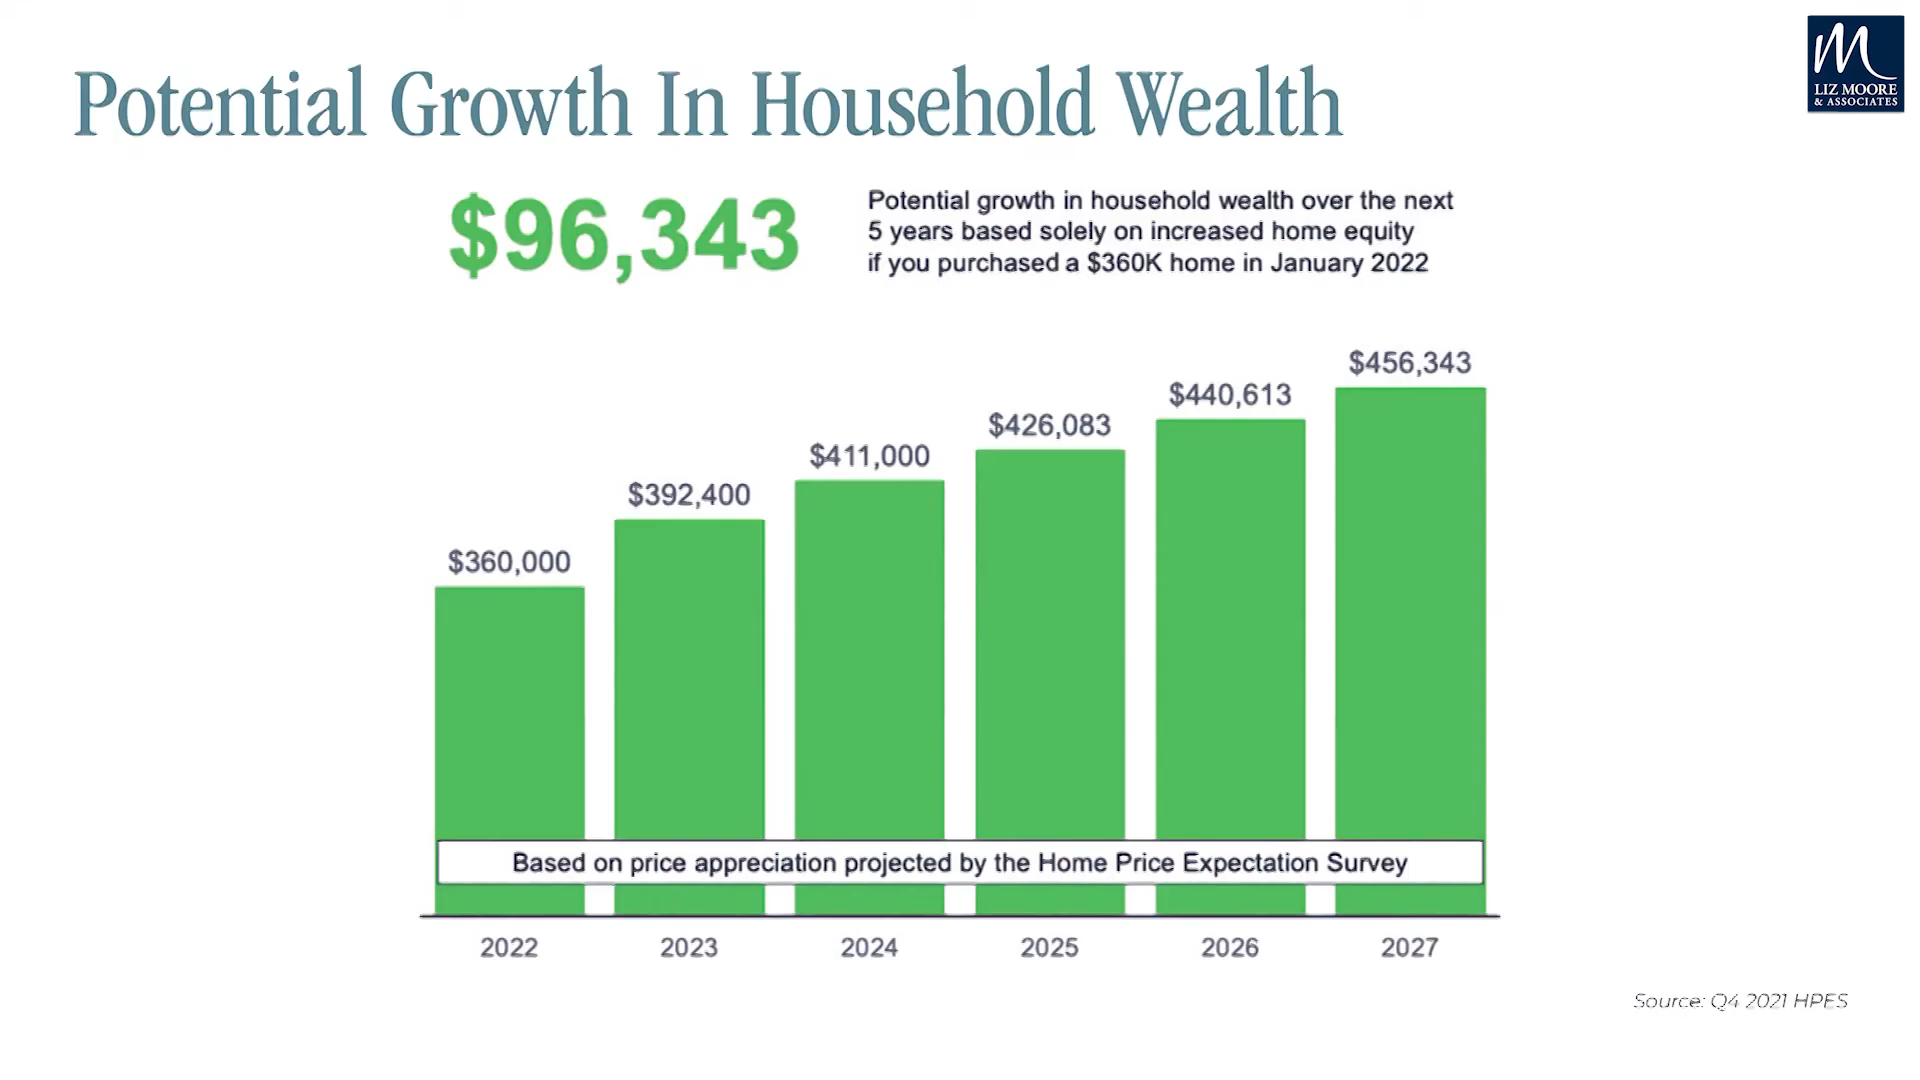 M
LIZ MOORE
& ASSOCIATES
Potential Growth In Household Wealth
$96,343
Potential growth in household wealth over the next
5 years based solely on increased home equity
if you purchased a $360K home in January 2022
$360,000
$392,400
$411,000
$426,083
$440,613
$456,343
Based on price appreciation projected by the Home Price Expectation Survey
2022
2023
2024
2025
2026
2027
Source: Q4 2021 HPES